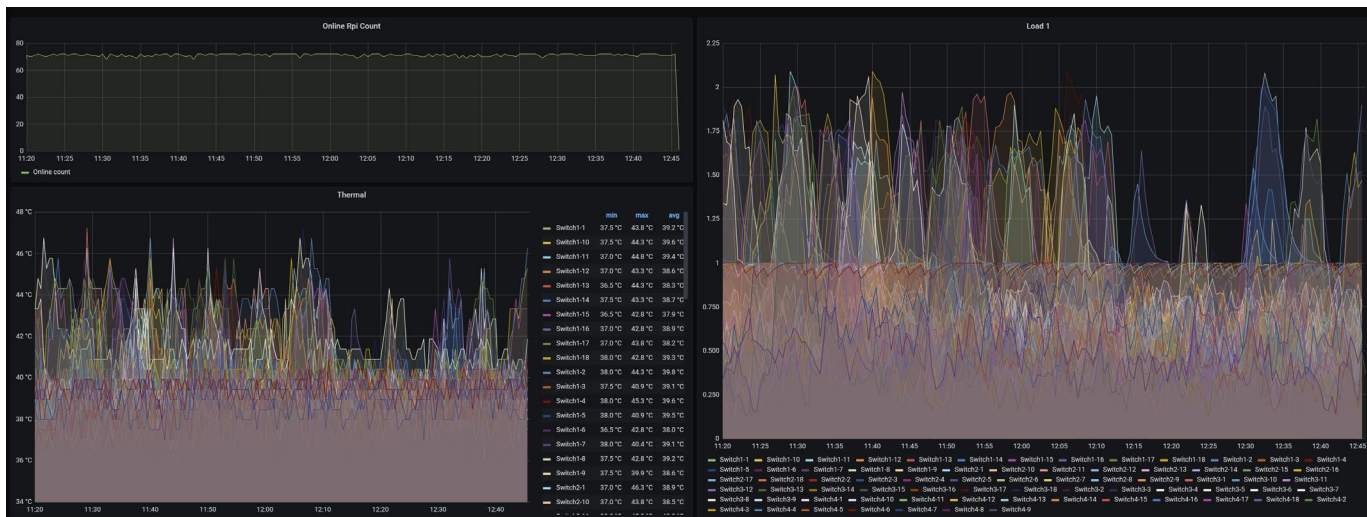 Online Rpi Count
80
60
40
20
0
11:20 11:25 11:30 11:35 11:40 11:45 11:50 11:55 12:00 12:05 12:10 12:15 12:20 12:25 12:30 12:35 12:40 12:45
Online count
Thermal
48 °C
46 °C
44 °C
42 °C
40 °C
38 °C
36 °C
34 °C
11:20 11:30 11:40 11:50 12:00 12:10 12:20 12:30 12:40
min max avg
Switch1-1 37.5 °C 43.8 °C 39.2 °C
Switch1-10 37.5 °C 44.3 °C 39.6 °C
Switch1-11 37.0 °C 44.8 °C 39.4 °C
Switch1-12 37.0 °C 43.3 °C 38.6 °C
Switch1-13 36.5 °C 44.3 °C 38.3 °C
Switch1-14 37.5 °C 43.3 °C 38.7 °C
Switch1-15 36.5 °C 42.8 °C 37.9 °C
Switch1-16 37.0 °C 42.8 °C 38.9 °C
Switch1-17 37.0 °C 43.8 °C 38.2 °C
Switch1-18 38.0 °C 42.8 °C 39.3 °C
Switch1-2 38.0 °C 44.3 °C 39.8 °C
Switch1-3 37.5 °C 40.9 °C 39.1 °C
Switch1-4 38.0 °C 45.3 °C 39.6 °C
Switch1-5 38.0 °C 40.9 °C 39.5 °C
Switch1-6 36.5 °C 42.8 °C 38.0 °C
Switch1-7 38.0 °C 40.4 °C 39.1 °C
Switch1-8 37.5 °C 42.8 °C 39.2 °C
Switch1-9 37.5 °C 39.9 °C 38.6 °C
Switch2-1 37.0 °C 46.3 °C 38.9 °C
Switch2-10 37.0 °C 43.8 °C 38.5 °C
Load 1
2.25
2
1.75
1.50
1.25
1
0.750
0.500
0.250
0
11:20 11:25 11:30 11:35 11:40 11:45 11:50 11:55 12:00 12:05 12:10 12:15 12:20 12:25 12:30 12:35 12:40 12:45
Switch1-1 Switch1-10 Switch1-11 Switch1-12 Switch1-13 Switch1-14 Switch1-15 Switch1-16 Switch1-17 Switch1-18 Switch1-2 Switch1-3 Switch1-4
Switch1-5 Switch1-6 Switch1-7 Switch1-8 Switch1-9 Switch2-1 Switch2-10 Switch2-11 Switch2-12 Switch2-13 Switch2-14 Switch2-15 Switch2-16
Switch2-17 Switch2-18 Switch2-2 Switch2-3 Switch2-4 Switch2-5 Switch2-6 Switch2-7 Switch2-8 Switch2-9 Switch3-1 Switch3-10 Switch3-11
Switch3-12 Switch3-13 Switch3-14 Switch3-15 Switch3-16 Switch3-17 Switch3-18 Switch3-2 Switch3-3 Switch3-4 Switch3-5 Switch3-6 Switch3-7
Switch3-8 Switch3-9 Switch4-1 Switch4-10 Switch4-11 Switch4-12 Switch4-13 Switch4-14 Switch4-15 Switch4-16 Switch4-17 Switch4-18 Switch4-2
Switch4-3 Switch4-4 Switch4-5 Switch4-6 Switch4-7 Switch4-8 Switch4-9